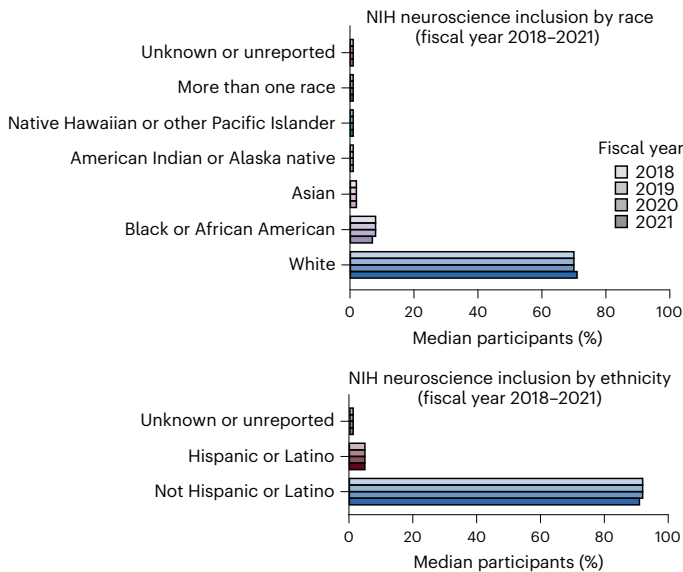 NIH neuroscience inclusion by race
(fiscal year 2018–2021)
Unknown or unreported
More than one race
Native Hawaiian or other Pacific Islander
American Indian or Alaska native
Asian
Black or African American
White
Fiscal year
2018
2019
2020
2021
0 20 40 60 80 100
Median participants (%)
NIH neuroscience inclusion by ethnicity
(fiscal year 2018–2021)
Unknown or unreported
Hispanic or Latino
Not Hispanic or Latino
0 20 40 60 80 100
Median participants (%)